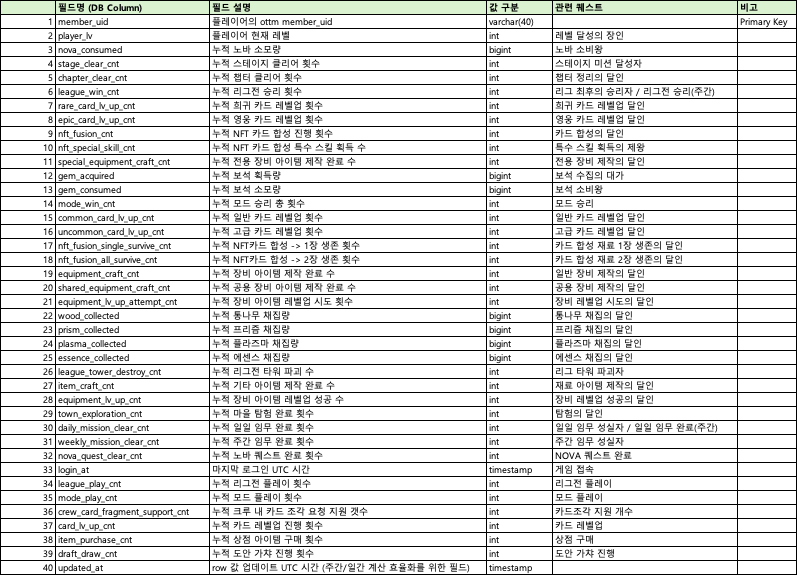 필드명 (DB Column) 필드 설명 값 구분 관련 퀘스트 비고
1 member_uid 플레이어의 ottm member_uid varchar(40) Primary Key
2 player_lv 플레이어 현재 레벨 int 레벨 달성의 장인
3 nova_consumed 누적 노바 소모량 bigint 노바 소비왕
4 stage_clear_cnt 누적 스테이지 클리어 횟수 int 스테이지 미션 달성자
5 chapter_clear_cnt 누적 챕터 클리어 횟수 int 챕터 정리의 달인
6 league_win_cnt 누적 리그전 승리 횟수 int 리그 최후의 승리자 / 리그전 승리(주간)
7 rare_card_lv_up_cnt 누적 희귀 카드 레벨업 횟수 int 희귀 카드 레벨업 달인
8 epic_card_lv_up_cnt 누적 영웅 카드 레벨업 횟수 int 영웅 카드 레벨업 달인
9 nft_fusion_cnt 누적 NFT 카드 합성 진행 횟수 int 카드 합성의 달인
10 nft_special_skill_cnt 누적 NFT 카드 합성 특수 스킬 획득 수 int 특수 스킬 획득의 제왕
11 special_equipment_craft_cnt 누적 전용 장비 아이템 제작 완료 수 int 전용 장비 제작의 달인
12 gem_acquired 누적 보석 획득량 bigint 보석 수집의 대가
13 gem_consumed 누적 보석 소모량 bigint 보석 소비왕
14 mode_win_cnt 누적 모드 승리 총 횟수 int 모드 승리
15 common_card_lv_up_cnt 누적 일반 카드 레벨업 횟수 int 일반 카드 레벨업 달인
16 uncommon_card_lv_up_cnt 누적 고급 카드 레벨업 횟수 int 고급 카드 레벨업 달인
17 nft_fusion_single_survive_cnt 누적 NFT카드 합성 -> 1장 생존 횟수 int 카드 합성 재료 1장 생존의 달인
18 nft_fusion_all_survive_cnt 누적 NFT카드 합성 -> 2장 생존 횟수 int 카드 합성 재료 2장 생존의 달인
19 equipment_craft_cnt 누적 장비 아이템 제작 완료 수 int 일반 장비 제작의 달인
20 shared_equipment_craft_cnt 누적 공용 장비 아이템 제작 완료 수 int 공용 장비 제작의 달인
21 equipment_lv_up_attempt_cnt 누적 장비 아이템 레벨업 시도 횟수 int 장비 레벨업 시도의 달인
22 wood_collected 누적 통나무 채집량 bigint 통나무 채집의 달인
23 prism_collected 누적 프리즘 채집량 bigint 프리즘 채집의 달인
24 plasma_collected 누적 플라즈마 채집량 bigint 플라즈마 채집의 달인
25 essence_collected 누적 에센스 채집량 bigint 에센스 채집의 달인
26 league_tower_destroy_cnt 누적 리그전 타워 파괴 수 int 리그 타워 파괴자
27 item_craft_cnt 누적 기타 아이템 제작 완료 수 int 재료 아이템 제작의 달인
28 equipment_lv_up_cnt 누적 장비 아이템 레벨업 성공 수 int 장비 레벨업 성공의 달인
29 town_exploration_cnt 누적 마을 탐험 완료 횟수 int 탐험의 달인
30 daily_mission_clear_cnt 누적 일일 임무 완료 횟수 int 일일 임무 성실자 / 일일 임무 완료(주간)
31 weekly_mission_clear_cnt 누적 주간 임무 완료 횟수 int 주간 임무 성실자
32 nova_quest_clear_cnt 누적 노바 퀘스트 완료 횟수 int NOVA 퀘스트 완료
33 login_at 마지막 로그인 UTC 시간 timestamp 게임 접속
34 league_play_cnt 누적 리그전 플레이 횟수 int 리그전 플레이
35 mode_play_cnt 누적 모드 플레이 횟수 int 모드 플레이
36 crew_card_fragment_support_cnt 누적 크루 내 카드 조각 요청 지원 갯수 int 카드조각 지원 개수
37 card_lv_up_cnt 누적 카드 레벨업 진행 횟수 int 카드 레벨업
38 item_purchase_cnt 누적 상점 아이템 구매 횟수 int 상점 구매
39 draft_draw_cnt 누적 도안 가챠 진행 횟수 int 도안 가챠 진행
40 updated_at row 값 업데이트 UTC 시간 (주간/일간 계산 효율화를 위한 필드) timestamp